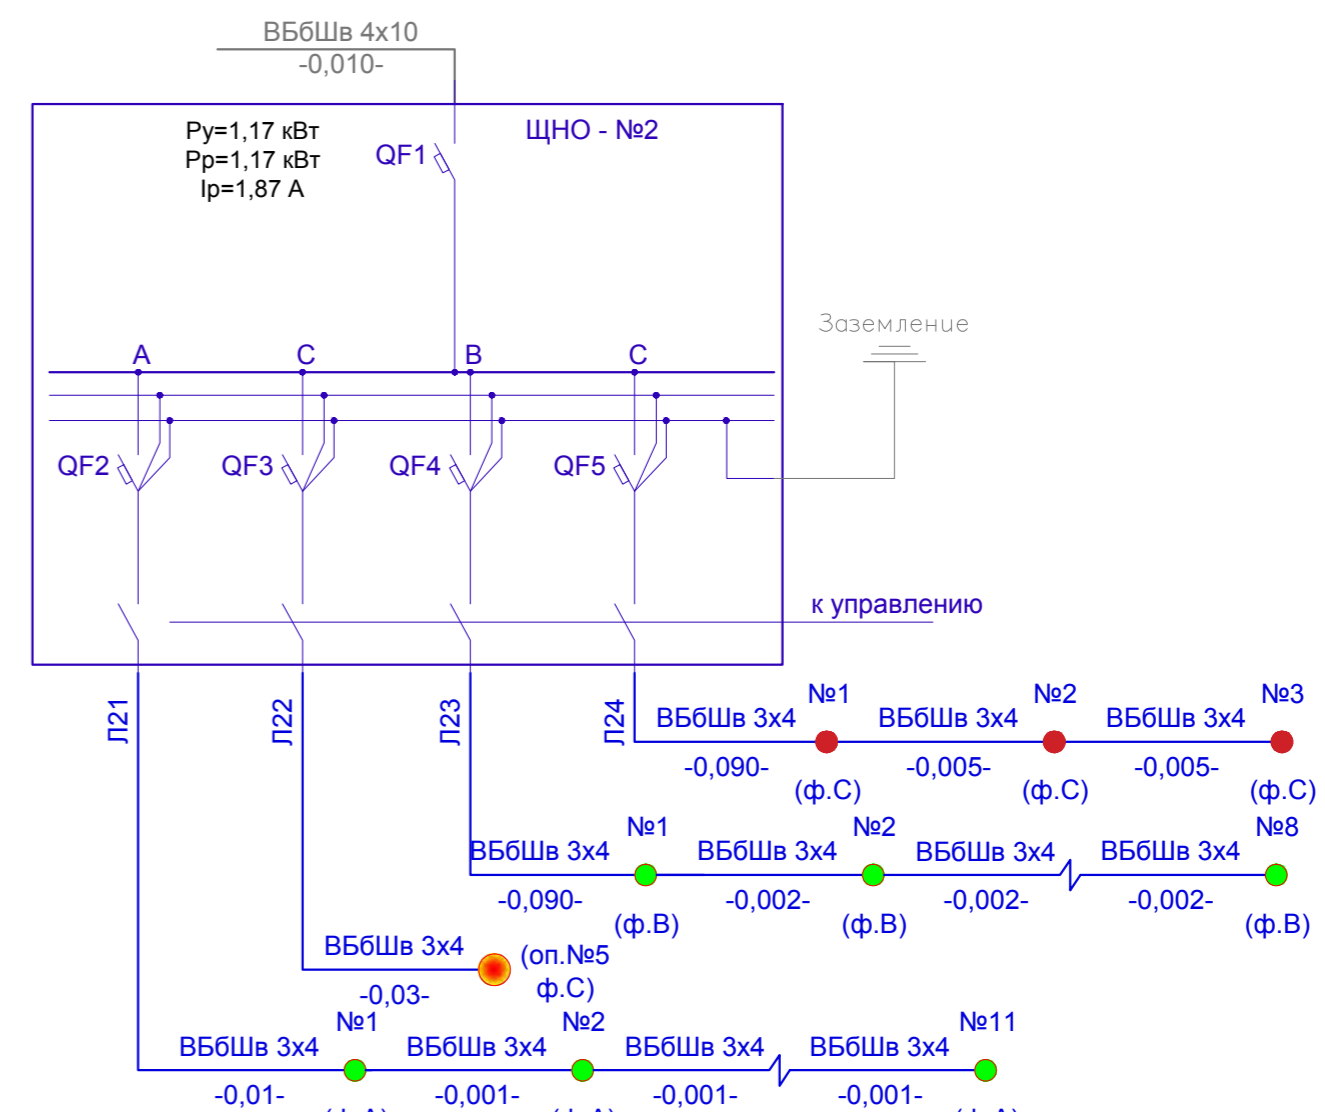 ВБбШв 4х10
-0,010-
Ру=1,17 кВт
Рр=1,17 кВт
Iр=1,87 А
QF1
ЩНО - №2
Заземление
А
С
В
С
QF2
QF3
QF4
QF5
к управлению
Л21
Л22
Л23
Л24
№1
№2
№3
ВБбШв 3х4
ВБбШв 3х4
ВБбШв 3х4
-0,090-
-0,005-
-0,005-
(ф.С)
(ф.С)
(ф.С)
№1
№2
№8
ВБбШв 3х4
ВБбШв 3х4
ВБбШв 3х4
ВБбШв 3х4
-0,090-
-0,002-
-0,002-
-0,002-
(ф.В)
(ф.В)
(ф.В)
ВБбШв 3х4
-0,03-
(оп.№5
ф.С)
№1
№2
№11
ВБбШв 3х4
ВБбШв 3х4
ВБбШв 3х4
ВБбШв 3х4
-0,01-
-0,001-
-0,001-
-0,001-